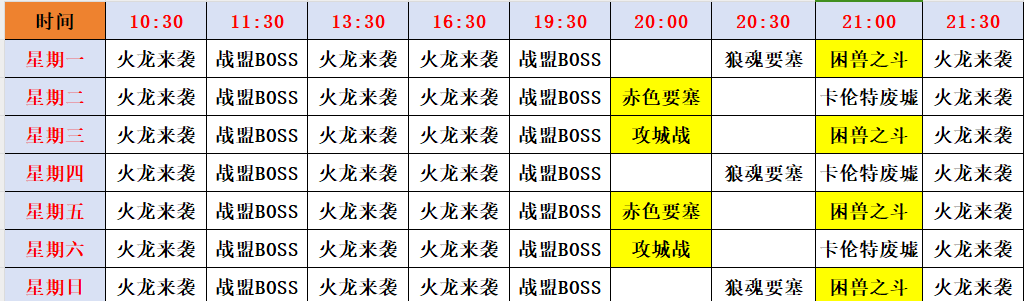 时间 10:30 11:30 13:30 16:30 19:30 20:00 20:30 21:00 21:30
星期一 火龙来袭 战盟BOSS 火龙来袭 火龙来袭 战盟BOSS 狼魂要塞 困兽之斗 火龙来袭
星期二 火龙来袭 战盟BOSS 火龙来袭 火龙来袭 战盟BOSS 赤色要塞 卡伦特废墟 火龙来袭
星期三 火龙来袭 战盟BOSS 火龙来袭 火龙来袭 战盟BOSS 攻城战 困兽之斗 火龙来袭
星期四 火龙来袭 战盟BOSS 火龙来袭 火龙来袭 战盟BOSS 狼魂要塞 卡伦特废墟 火龙来袭
星期五 火龙来袭 战盟BOSS 火龙来袭 火龙来袭 战盟BOSS 赤色要塞 困兽之斗 火龙来袭
星期六 火龙来袭 战盟BOSS 火龙来袭 火龙来袭 战盟BOSS 攻城战 卡伦特废墟 火龙来袭
星期日 火龙来袭 战盟BOSS 火龙来袭 火龙来袭 战盟BOSS 狼魂要塞 困兽之斗 火龙来袭